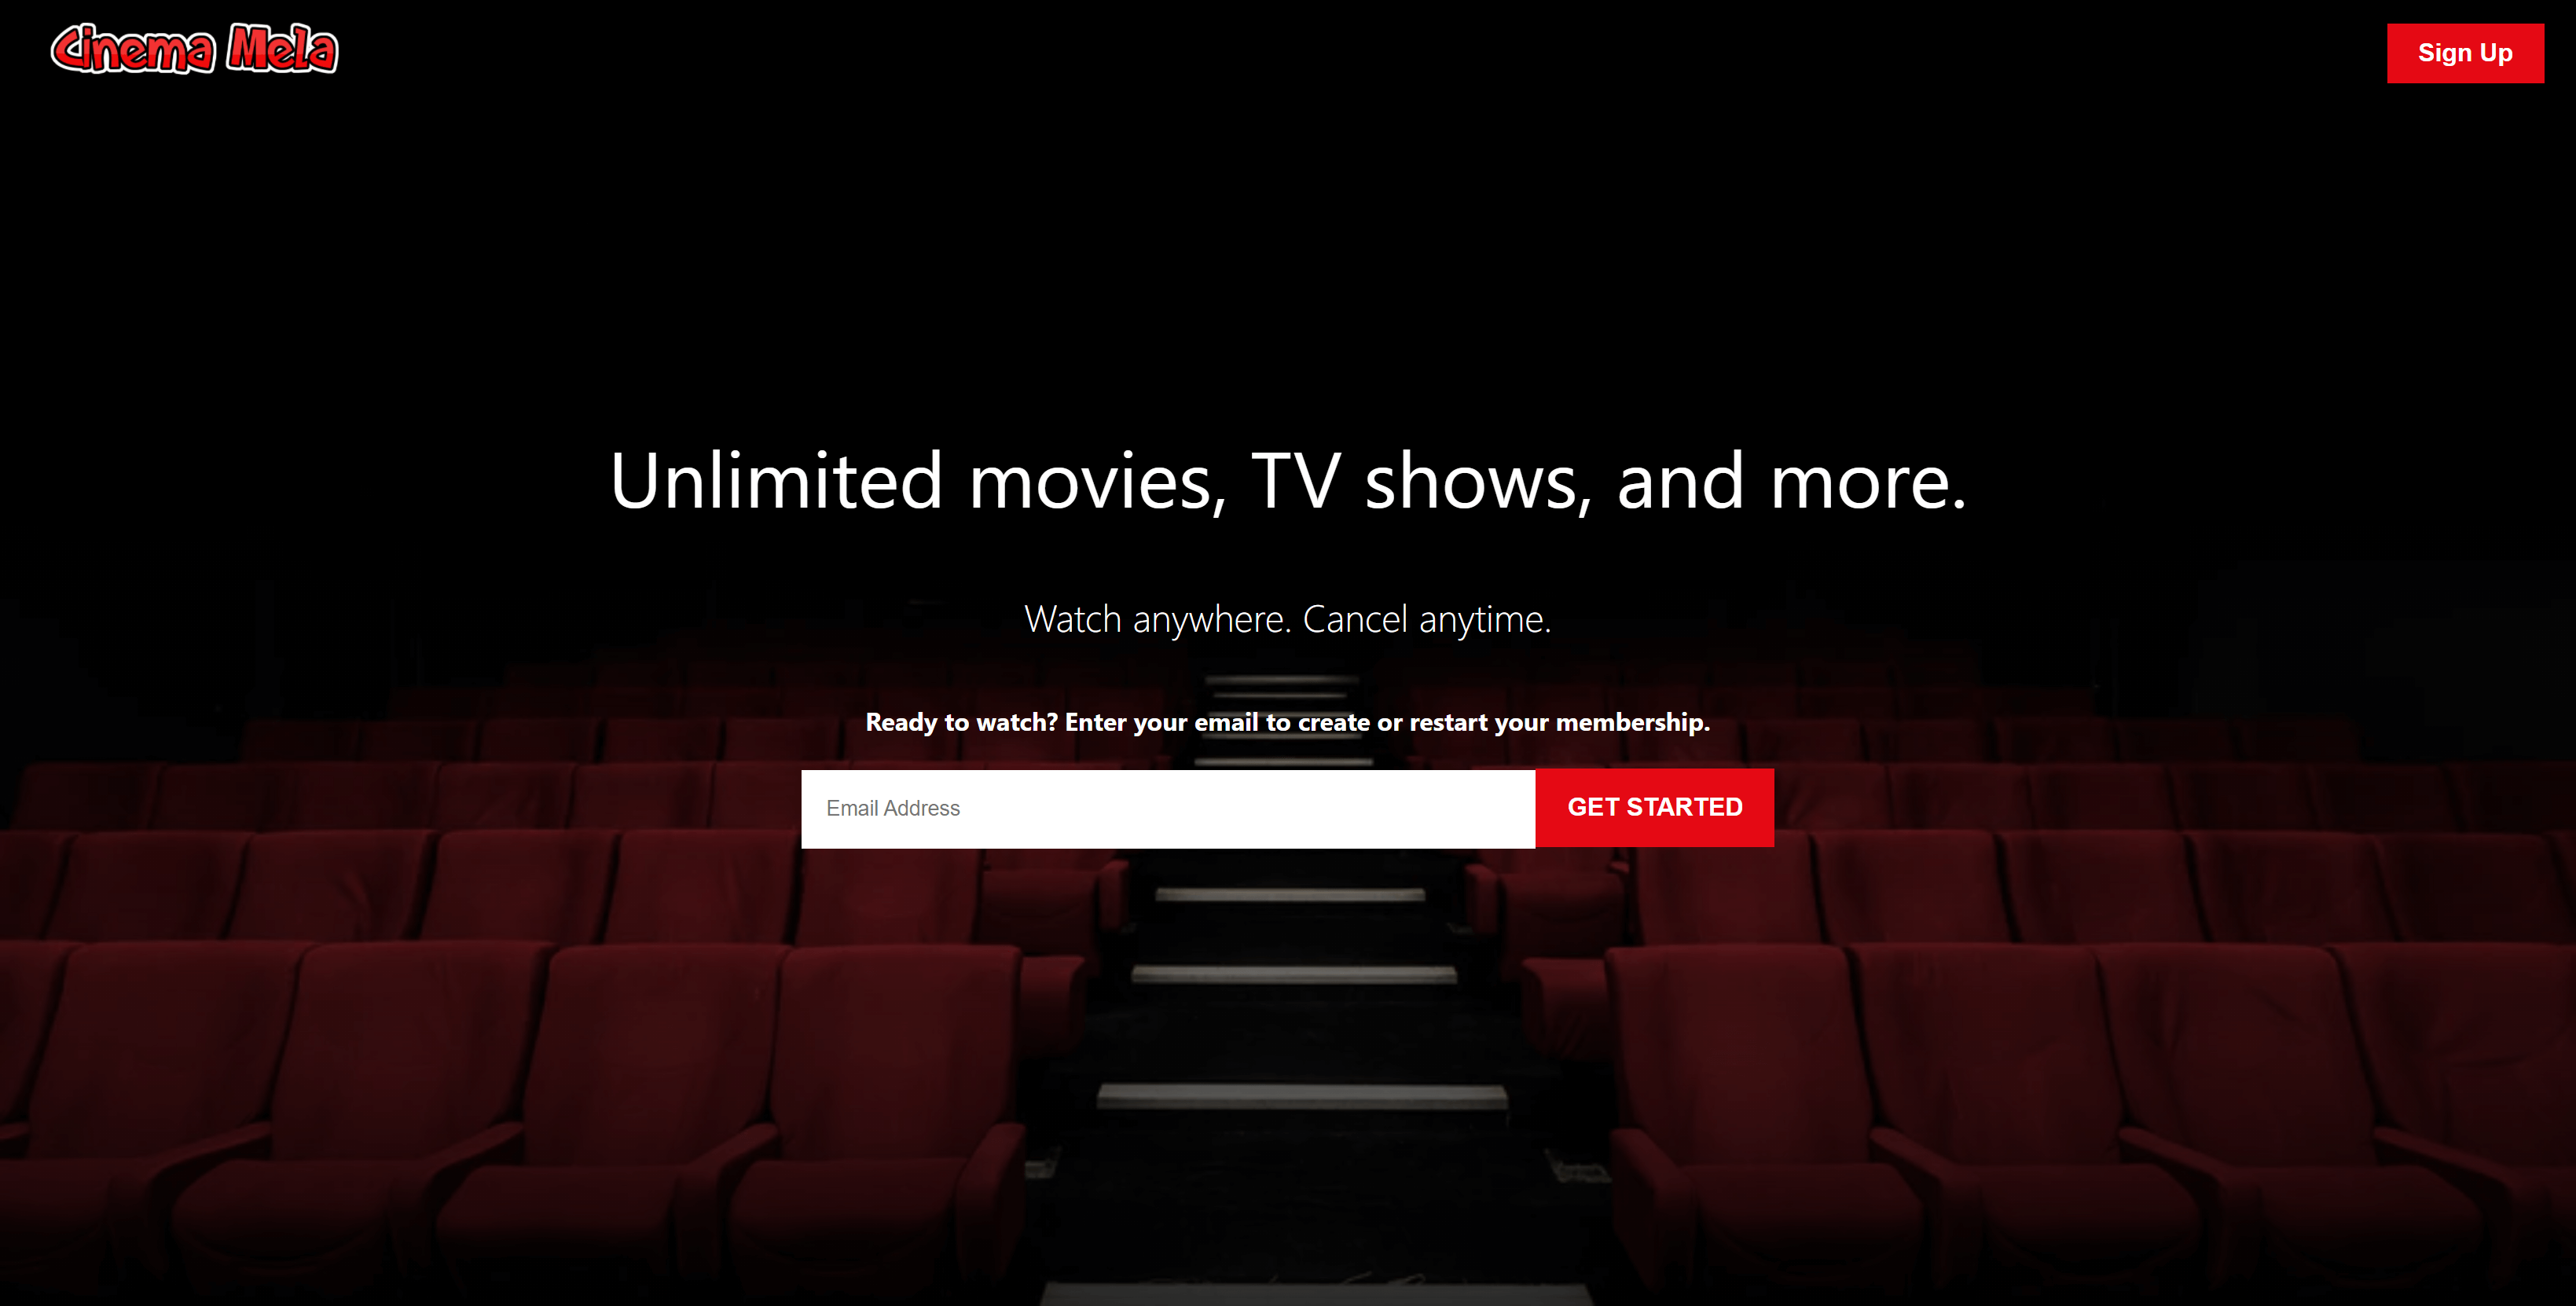 Cinema Mela
Sign Up
Unlimited movies, TV shows, and more.
Watch anywhere. Cancel anytime.
Ready to watch? Enter your email to create or restart your membership.
Email Address
GET STARTED